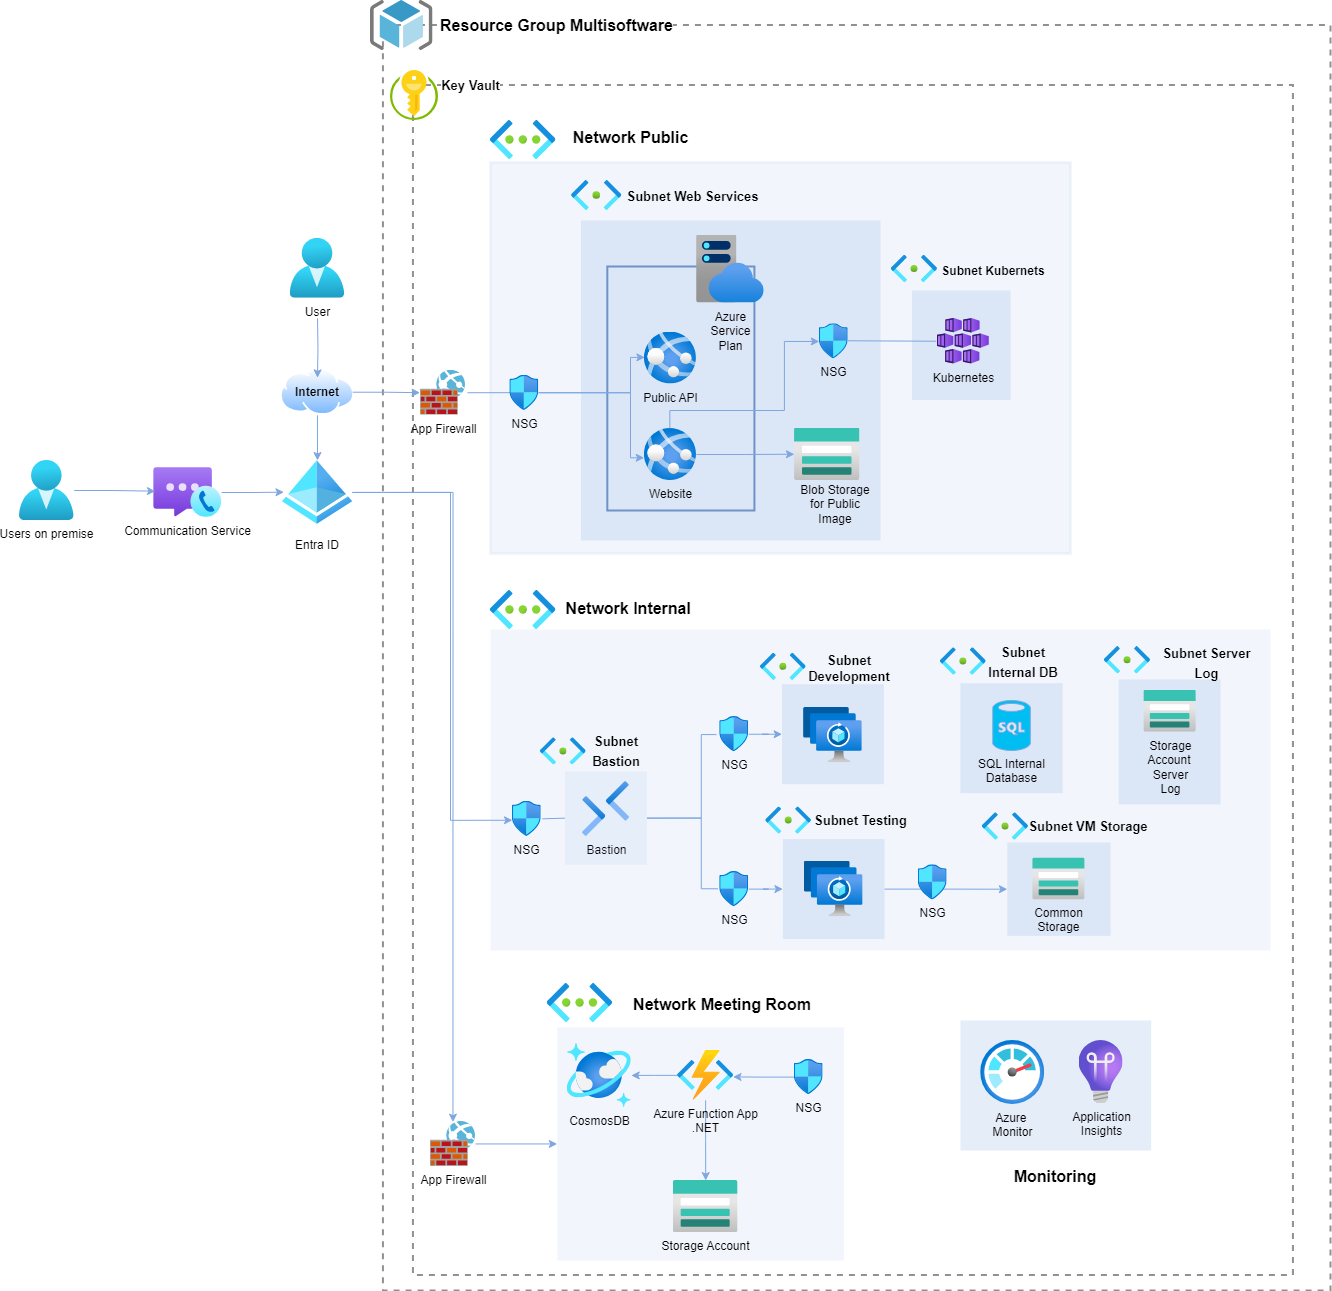 Resource Group Multisoftware
Key Vault
Network Public
Subnet Web Services
Azure
Service
Plan
Subnet Kubernets
Kubernetes
NSG
Public API
Website
Blob Storage
for Public
Image
User
Internet
App Firewall
NSG
Users on premise
Communication Service
Entra ID
Network Internal
Subnet
Development
Subnet
Internal DB
SQL
SQL Internal
Database
Subnet Server
Log
Storage
Account
Server
Log
Subnet
Bastion
NSG
Bastion
NSG
Subnet Testing
NSG
NSG
Subnet VM Storage
Common
Storage
Network Meeting Room
CosmosDB
Azure Function App
.NET
NSG
App Firewall
Storage Account
Azure
Monitor
Application
Insights
Monitoring